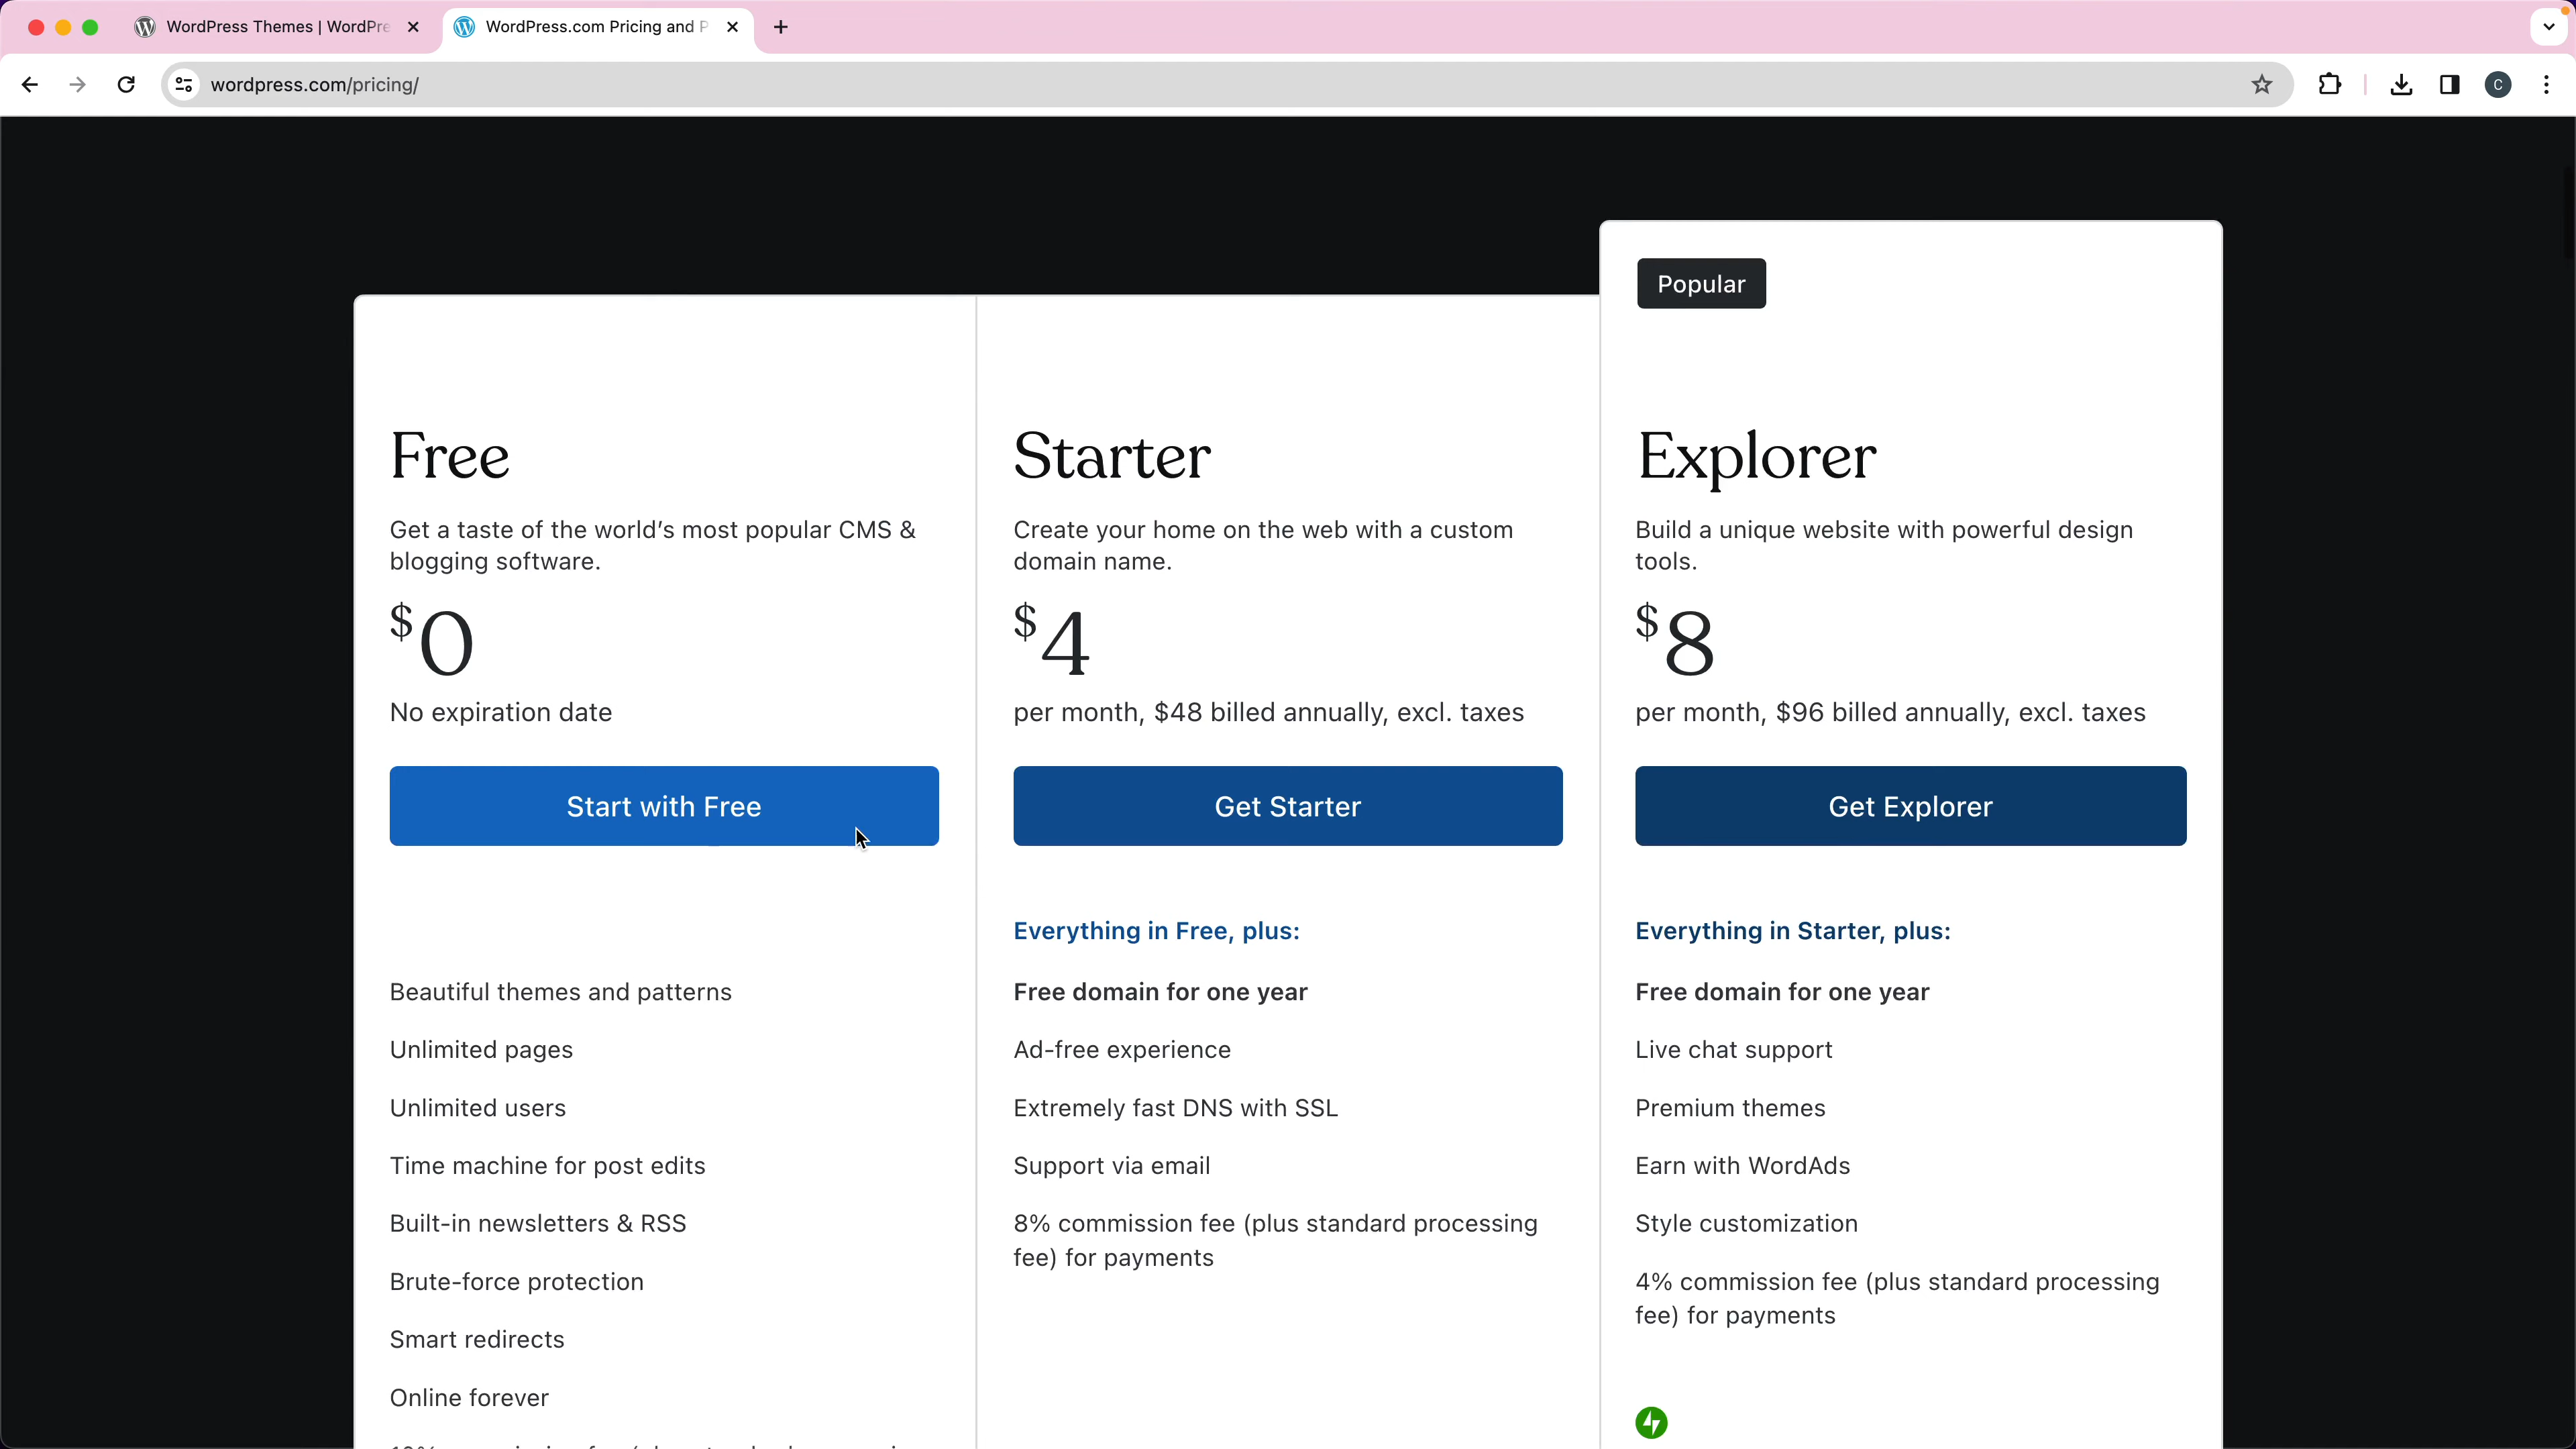 WordPress Themes | WordPre
WordPress.com Pricing and P
wordpress.com/pricing/
C
Popular
Free
Get a taste of the world’s most popular CMS &
blogging software.
$0
No expiration date
Start with Free
Beautiful themes and patterns
Unlimited pages
Unlimited users
Time machine for post edits
Built-in newsletters & RSS
Brute-force protection
Smart redirects
Online forever
Starter
Create your home on the web with a custom
domain name.
$4
per month, $48 billed annually, excl. taxes
Get Starter
Everything in Free, plus:
Free domain for one year
Ad-free experience
Extremely fast DNS with SSL
Support via email
8% commission fee (plus standard processing
fee) for payments
Explorer
Build a unique website with powerful design
tools.
$8
per month, $96 billed annually, excl. taxes
Get Explorer
Everything in Starter, plus:
Free domain for one year
Live chat support
Premium themes
Earn with WordAds
Style customization
4% commission fee (plus standard processing
fee) for payments